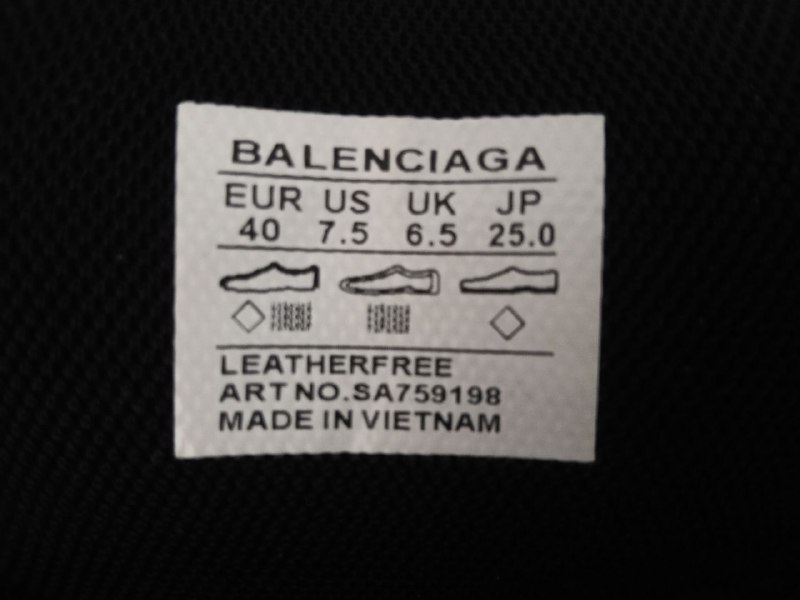 BALENCIAGA
EUR US UK JP
40 7.5 6.5 25.0
LEATHERFREE
ART NO.SA759198
MADE IN VIETNAM